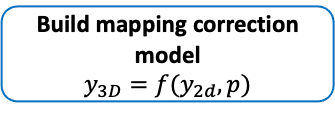 Build mapping correction
model
y₃D = f(y₂d, p)